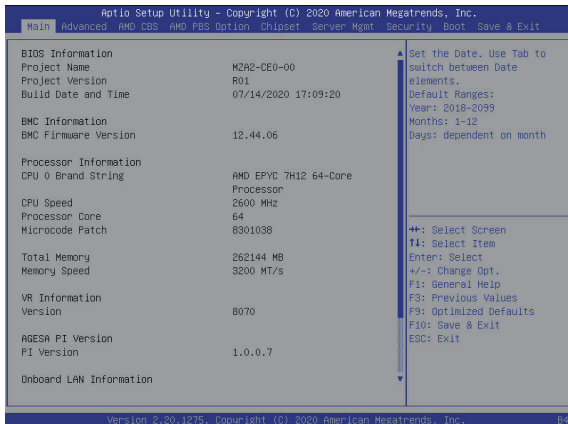 Aptio Setup Utility – Copyright (C) 2020 American Megatrends, Inc.
Main Advanced AMD CBS AMD PBS Option Chipset Server Mgmt Security Boot Save & Exit
BIOS Information
Project Name MZA2-CE0-00
Project Version R01
Build Date and Time 07/14/2020 17:09:20
BMC Information
BMC Firmware Version 12.44.06
Processor Information
CPU 0 Brand String AMD EPYC 7H12 64-Core
Processor
CPU Speed 2600 MHz
Processor Core 64
Microcode Patch 8301038
Total Memory 262144 MB
Memory Speed 3200 MT/s
VR Information
Version B070
AGESA PI Version
PI Version 1.0.0.7
Onboard LAN Information
Set the Date. Use Tab to
switch between Date
elements.
Default Ranges:
Year: 2018-2099
Months: 1-12
Days: dependent on month
→←: Select Screen
↑↓: Select Item
Enter: Select
+/-: Change Opt.
F1: General Help
F3: Previous Values
F9: Optimized Defaults
F10: Save & Exit
ESC: Exit
Version 2.20.1275. Copyright (C) 2020 American Megatrends, Inc.
B4